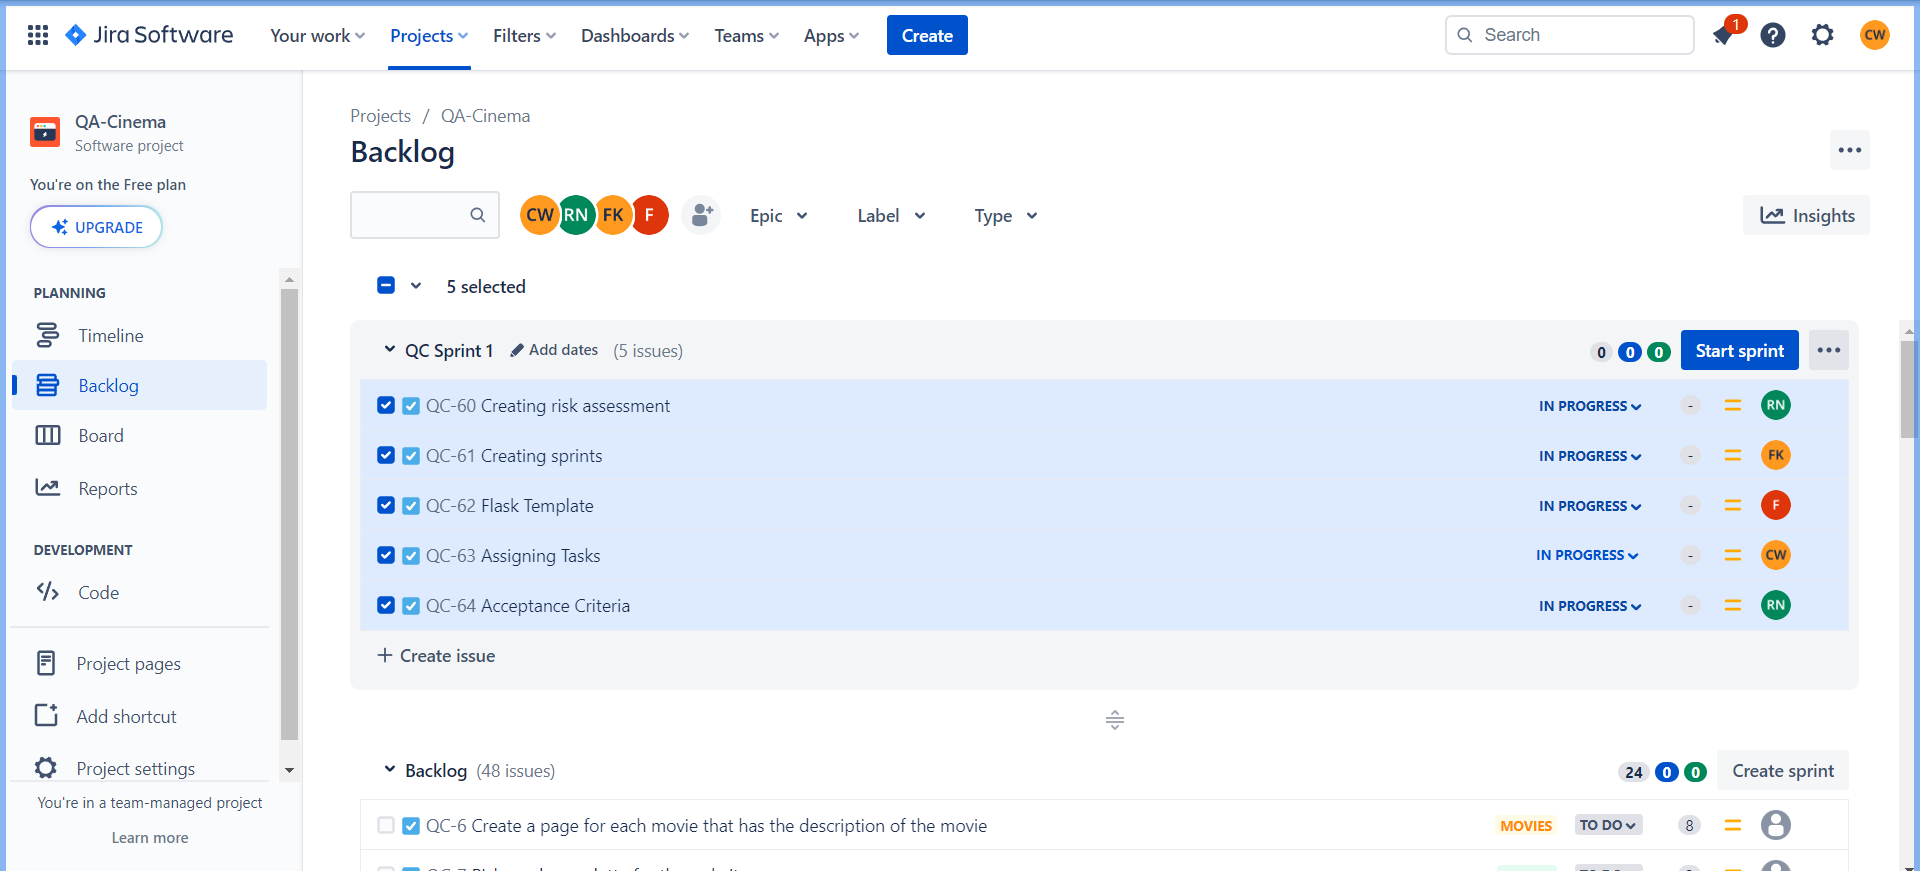 Jira Software Your work Projects Filters Dashboards Teams Apps Create Search 1 CW
QA-Cinema
Software project
You're on the Free plan
UPGRADE
PLANNING
Timeline
Backlog
Board
Reports
DEVELOPMENT
Code
Project pages
Add shortcut
Project settings
You're in a team-managed project
Learn more
Projects / QA-Cinema
Backlog
CW RN FK F Epic Label Type Insights
5 selected
QC Sprint 1 Add dates (5 issues) 0 0 0 Start sprint
QC-60 Creating risk assessment IN PROGRESS - RN
QC-61 Creating sprints IN PROGRESS - FK
QC-62 Flask Template IN PROGRESS - F
QC-63 Assigning Tasks IN PROGRESS - CW
QC-64 Acceptance Criteria IN PROGRESS - RN
+ Create issue
Backlog (48 issues) 24 0 0 Create sprint
QC-6 Create a page for each movie that has the description of the movie MOVIES TO DO 8